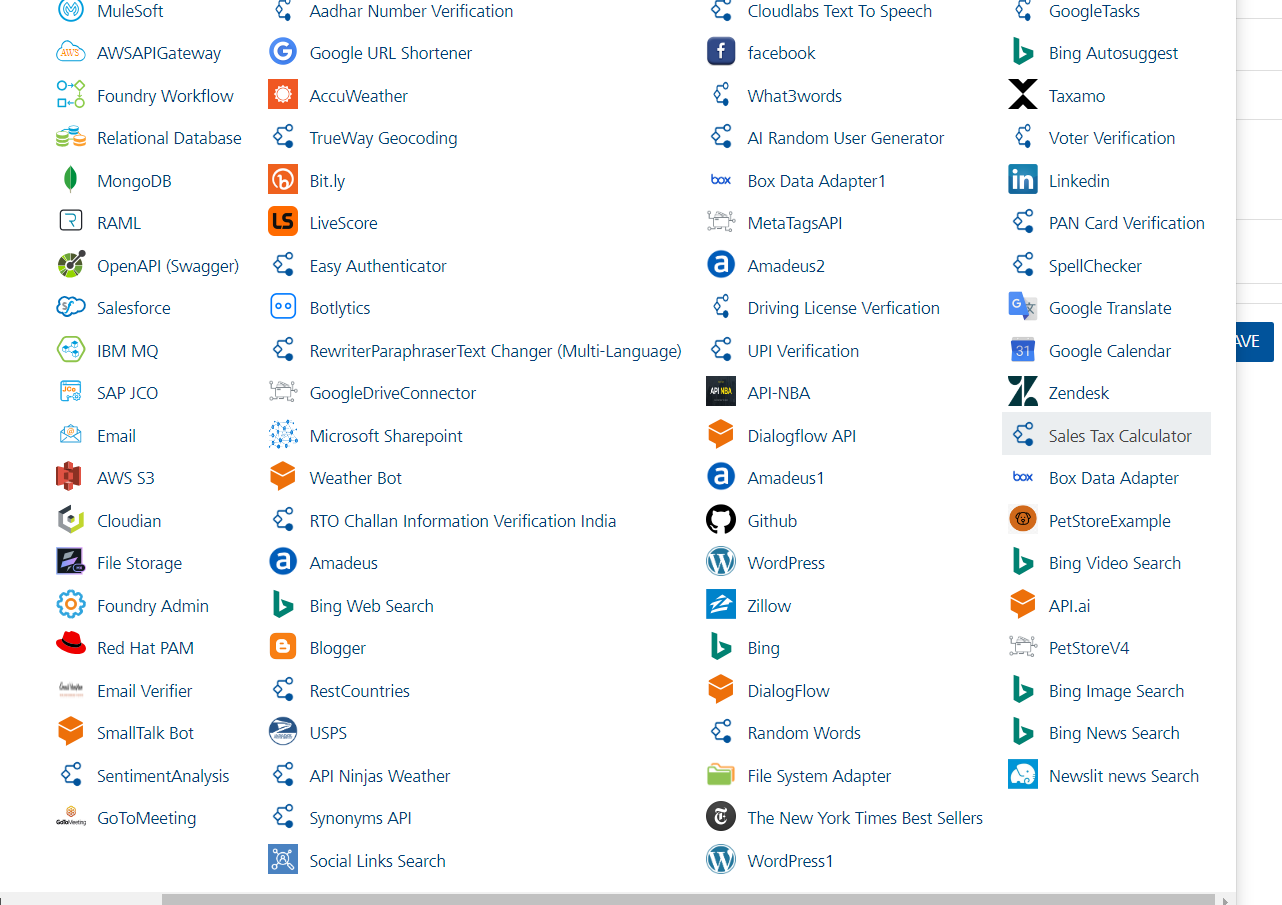 MuleSoft
AWSAPIGateway
Foundry Workflow
Relational Database
MongoDB
RAML
OpenAPI (Swagger)
Salesforce
IBM MQ
SAP JCO
Email
AWS S3
Cloudian
File Storage
Foundry Admin
Red Hat PAM
Email Verifier
SmallTalk Bot
SentimentAnalysis
GoToMeeting
Aadhar Number Verification
Google URL Shortener
AccuWeather
TrueWay Geocoding
Bit.ly
LiveScore
Easy Authenticator
Botlytics
RewriterParaphraserText Changer (Multi-Language)
GoogleDriveConnector
Microsoft Sharepoint
Weather Bot
RTO Challan Information Verification India
Amadeus
Bing Web Search
Blogger
RestCountries
USPS
API Ninjas Weather
Synonyms API
Social Links Search
Cloudlabs Text To Speech
facebook
What3words
AI Random User Generator
box Box Data Adapter1
MetaTagsAPI
Amadeus2
Driving License Verfication
UPI Verification
API NBA API-NBA
Dialogflow API
Amadeus1
Github
WordPress
Zillow
Bing
DialogFlow
Random Words
File System Adapter
The New York Times Best Sellers
WordPress1
GoogleTasks
Bing Autosuggest
Taxamo
Voter Verification
in Linkedin
PAN Card Verification
SpellChecker
Google Translate
31 Google Calendar
Zendesk
Sales Tax Calculator
box Box Data Adapter
PetStoreExample
Bing Video Search
API.ai
PetStoreV4
Bing Image Search
Bing News Search
Newslit news Search
AVE